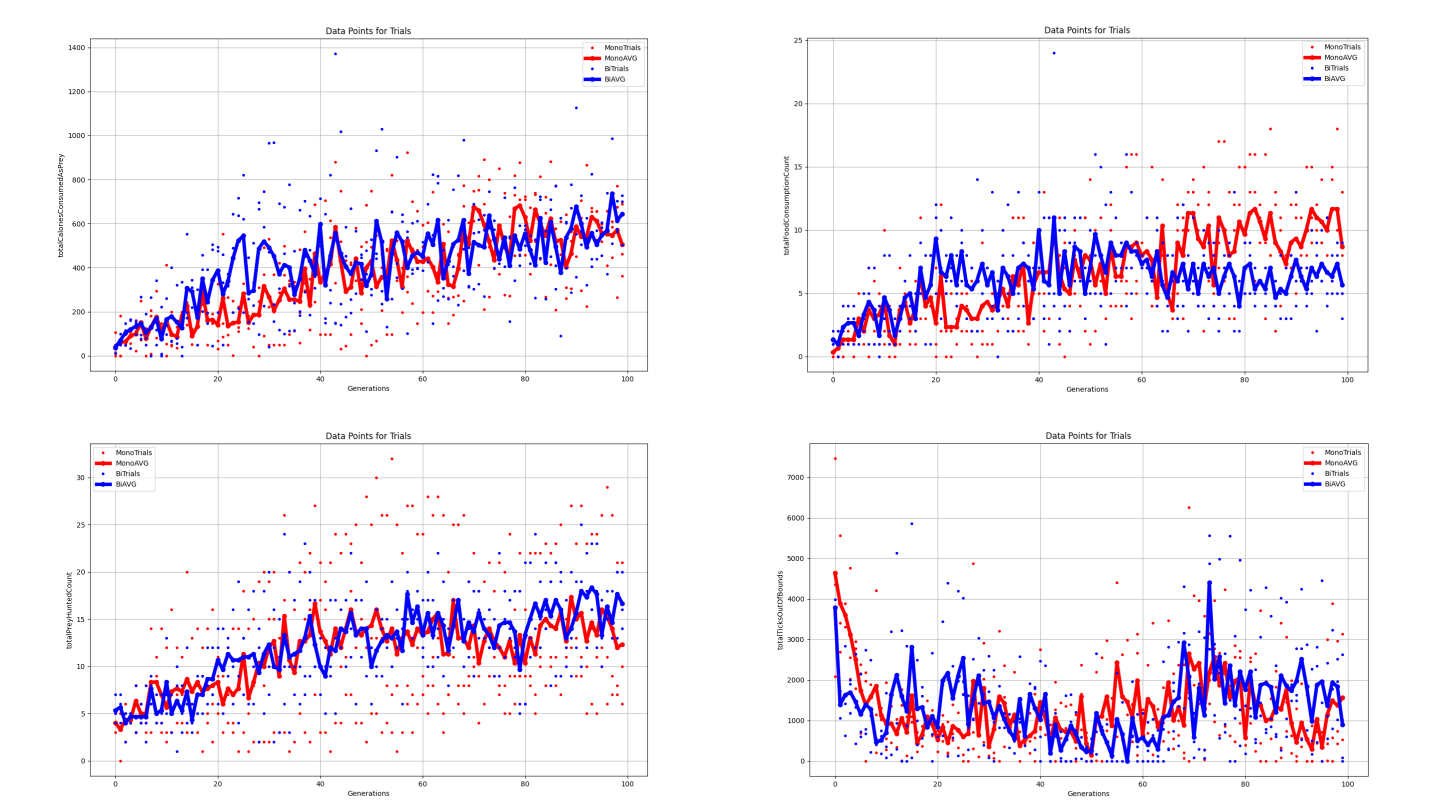 Data Points for Trials
totalCaloriesConsumedAsPrey
1400
1200
1000
800
600
400
200
0
0 20 40 60 80 100
Generations
MonoTrials
MonoAVG
BiTrials
BiAVG
Data Points for Trials
totalFoodConsumptionCount
25
20
15
10
5
0
0 20 40 60 80 100
Generations
MonoTrials
MonoAVG
BiTrials
BiAVG
Data Points for Trials
totalPreyHuntedCount
30
25
20
15
10
5
0
0 20 40 60 80 100
Generations
MonoTrials
MonoAVG
BiTrials
BiAVG
Data Points for Trials
totalTicksOutOfBounds
7000
6000
5000
4000
3000
2000
1000
0
0 20 40 60 80 100
Generations
MonoTrials
MonoAVG
BiTrials
BiAVG